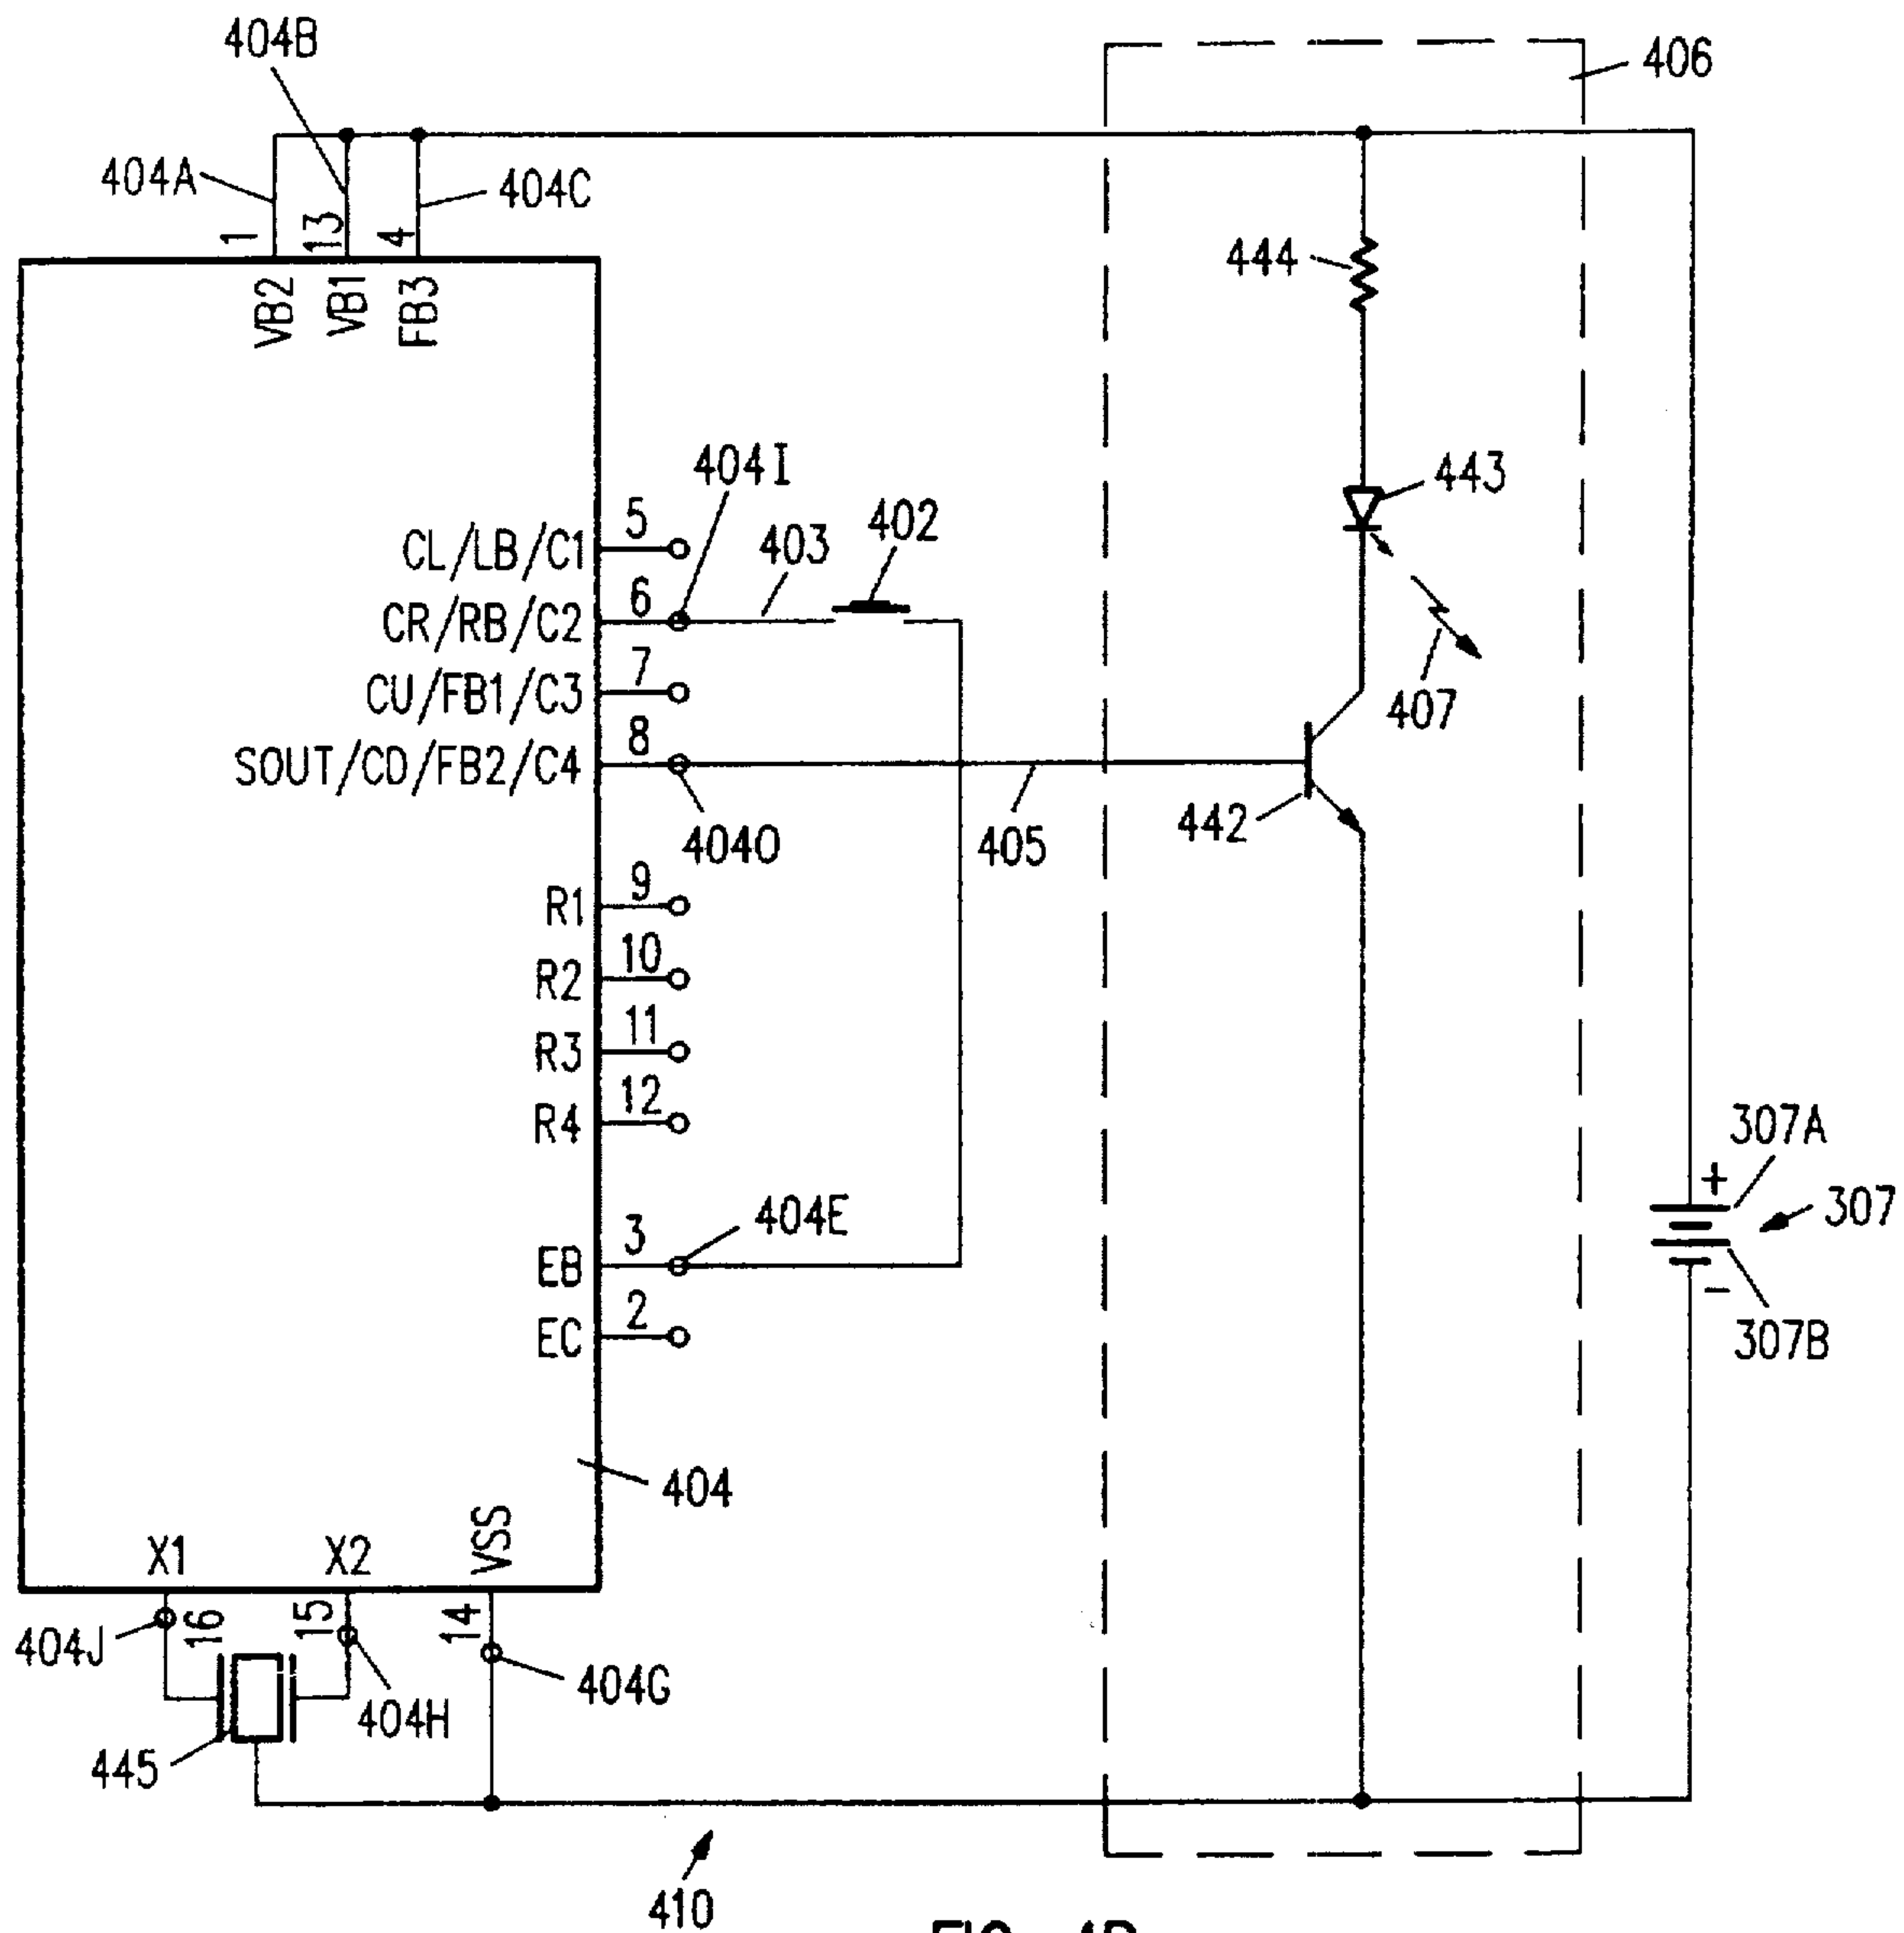 404B
406
404A
404C
1
13
4
VB2
VB1
FB3
444
443
404I
402
403
5
CL/LB/C1
6
CR/RB/C2
7
CU/FB1/C3
407
8
SOUT/CD/FB2/C4
442
404O
405
9
R1
10
R2
11
R3
12
R4
307A
+
307
404E
3
EB
2
EC
−
307B
404
X1
X2
VSS
16
15
14
404J
404G
404H
445
410